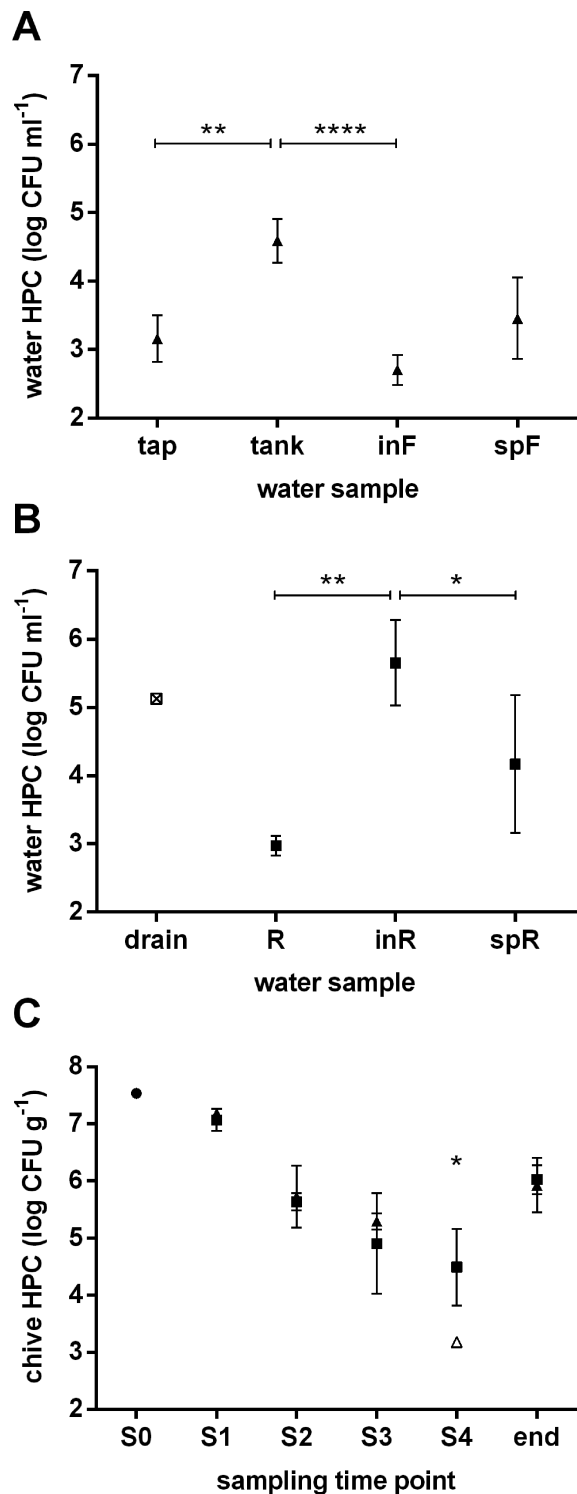 A
water HPC (log CFU ml-1)
7
6
5
4
3
2
**
****
tap tank inF spF
water sample
B
water HPC (log CFU ml-1)
7
6
5
4
3
2
**
*
drain R inR spR
water sample
C
chive HPC (log CFU g-1)
8
7
6
5
4
3
2
*
S0 S1 S2 S3 S4 end
sampling time point